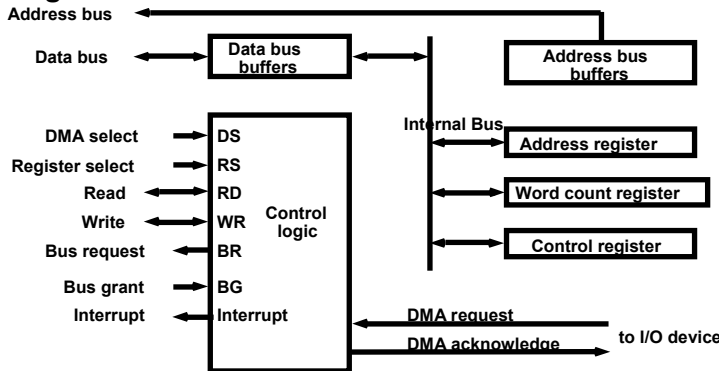 Address bus
Data bus
Data bus
buffers
Address bus
buffers
Internal Bus
DMA select
DS
Address register
Register select
RS
Read
RD
Word count register
Write
WR
Control
logic
Bus request
BR
Control register
Bus grant
BG
Interrupt
Interrupt
DMA request
DMA acknowledge
to I/O device